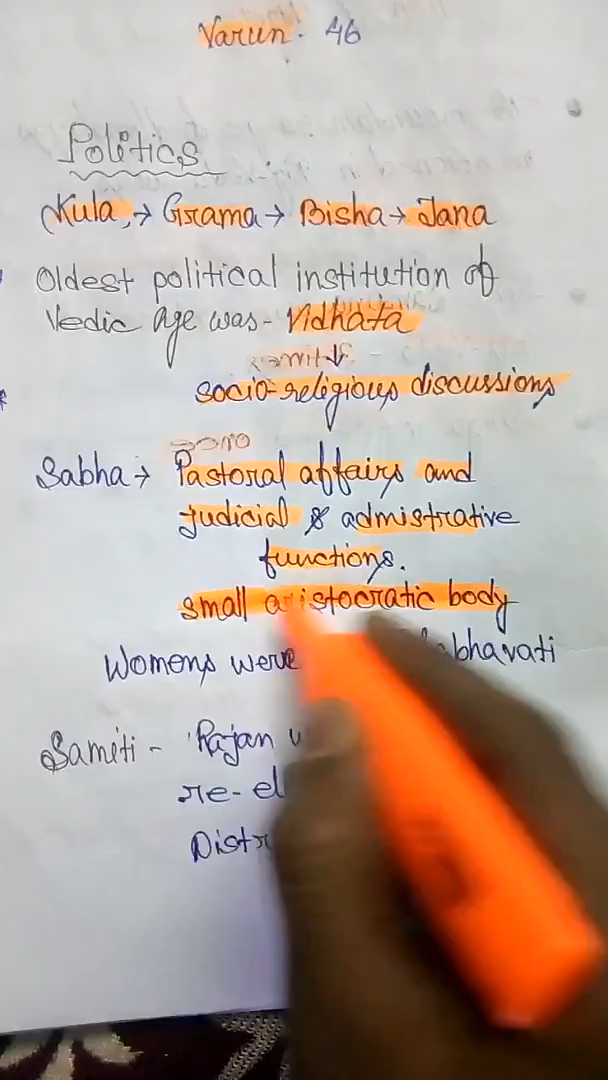 Varun. 46
Politics
Kula, → Grama → Bisha → Jana
Oldest political institution of
Vedic age was - Vidhata
socio-religious discussions
Sabha → Pastoral affairs and
judicial & admistrative
functions.
small aristocratic body
Womens were
Samiti - Rajan
re-el
Distr